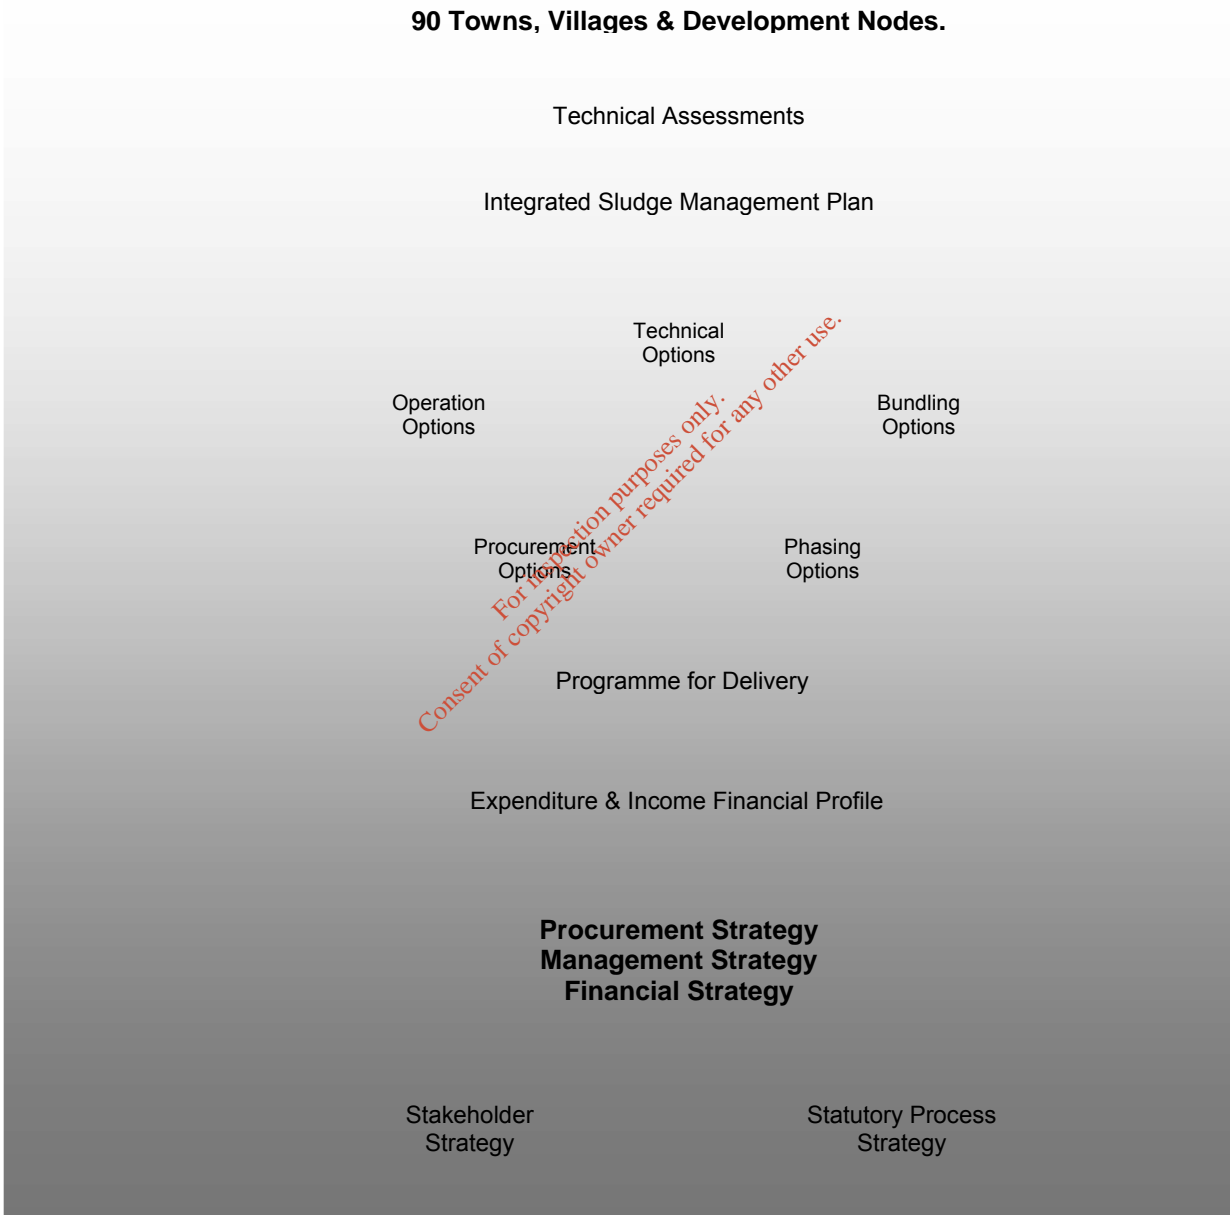 90 Towns, Villages & Development Nodes.
Technical Assessments
Integrated Sludge Management Plan
Technical
Options
Operation
Options
Bundling
Options
Procurement
Options
Phasing
Options
For inspection purposes only.
Consent of copyright owner required for any other use.
Programme for Delivery
Expenditure & Income Financial Profile
Procurement Strategy
Management Strategy
Financial Strategy
Stakeholder
Strategy
Statutory Process
Strategy